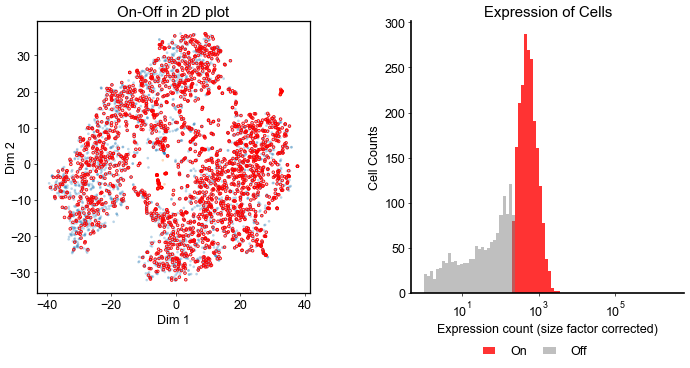 On-Off in 2D plot
30
20
10
0
−10
−20
−30
−40
−20
0
20
40
Dim 2
Dim 1
Expression of Cells
300
250
200
150
100
50
0
10^1
10^3
10^5
Cell Counts
Expression count (size factor corrected)
On
Off